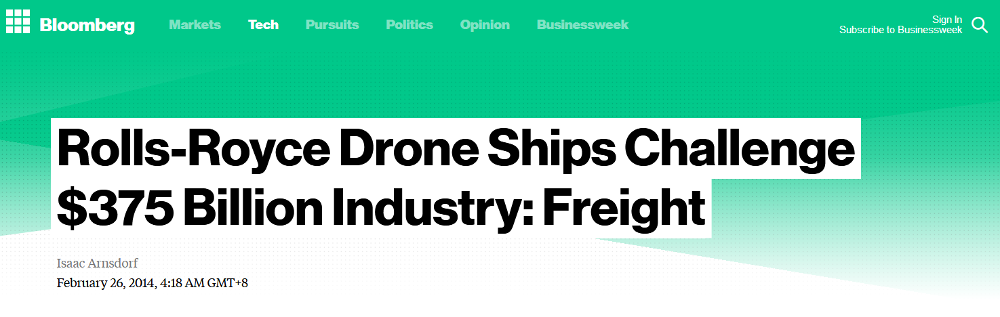 Bloomberg Markets Tech Pursuits Politics Opinion Businessweek
Sign In
Subscribe to Businessweek
Rolls-Royce Drone Ships Challenge
$375 Billion Industry: Freight
Isaac Arnsdorf
February 26, 2014, 4:18 AM GMT+8